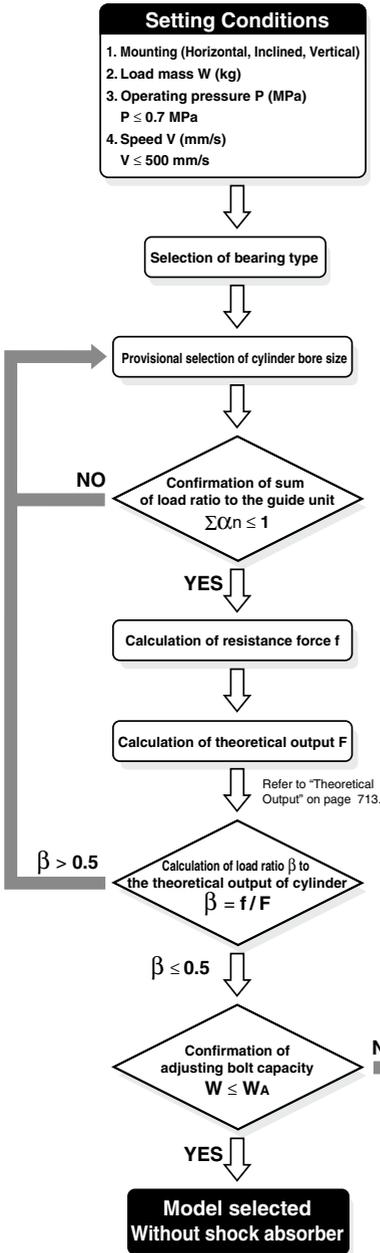 Setting Conditions
1. Mounting (Horizontal, Inclined, Vertical)
2. Load mass W (kg)
3. Operating pressure P (MPa)
P ≤ 0.7 MPa
4. Speed V (mm/s)
V ≤ 500 mm/s
Selection of bearing type
Provisional selection of cylinder bore size
NO
Confirmation of sum
of load ratio to the guide unit
Σαn ≤ 1
YES
Calculation of resistance force f
Calculation of theoretical output F
Refer to “Theoretical
Output” on page 713.
β > 0.5
Calculation of load ratio β to
the theoretical output of cylinder
β = f / F
β ≤ 0.5
Confirmation of
adjusting bolt capacity
W ≤ WA
YES
Model selected
Without shock absorber